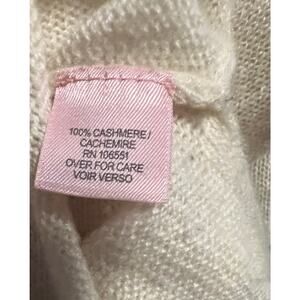 100% CASHMERE/
CACHEMIRE
RN 106551
OVER FOR CARE
VOIR VERSO